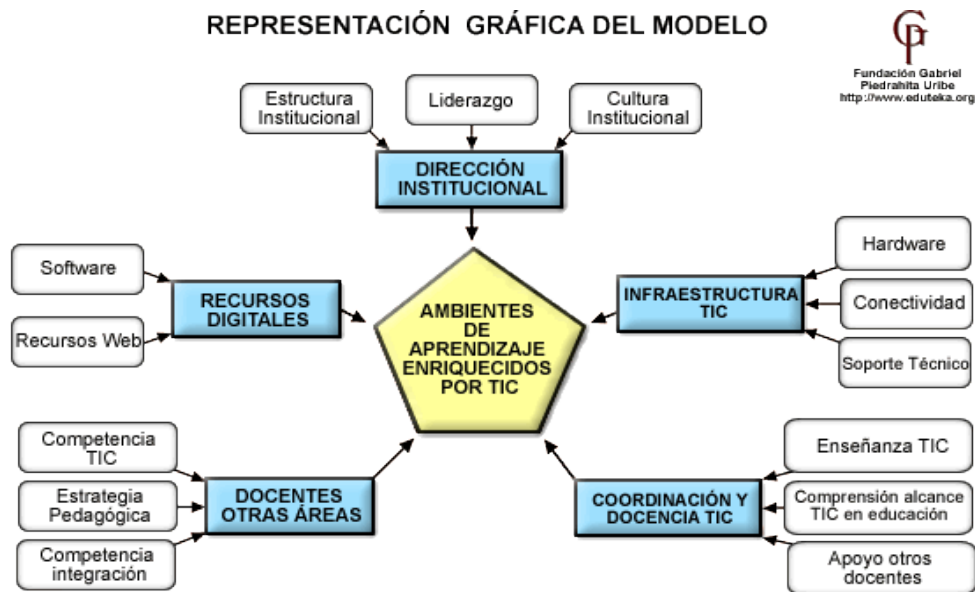 REPRESENTACIÓN GRÁFICA DEL MODELO
Fundación Gabriel
Piedrahita Uribe
http://www.eduteka.org
Estructura
Institucional
Liderazgo
Cultura
Institucional
DIRECCIÓN
INSTITUCIONAL
Software
Recursos Web
RECURSOS
DIGITALES
AMBIENTES
DE
APRENDIZAJE
ENRIQUECIDOS
POR TIC
INFRAESTRUCTURA
TIC
Hardware
Conectividad
Soporte Técnico
Competencia
TIC
Estrategia
Pedagógica
Competencia
integración
DOCENTES
OTRAS ÁREAS
COORDINACIÓN Y
DOCENCIA TIC
Enseñanza TIC
Comprensión alcance
TIC en educación
Apoyo otros
docentes